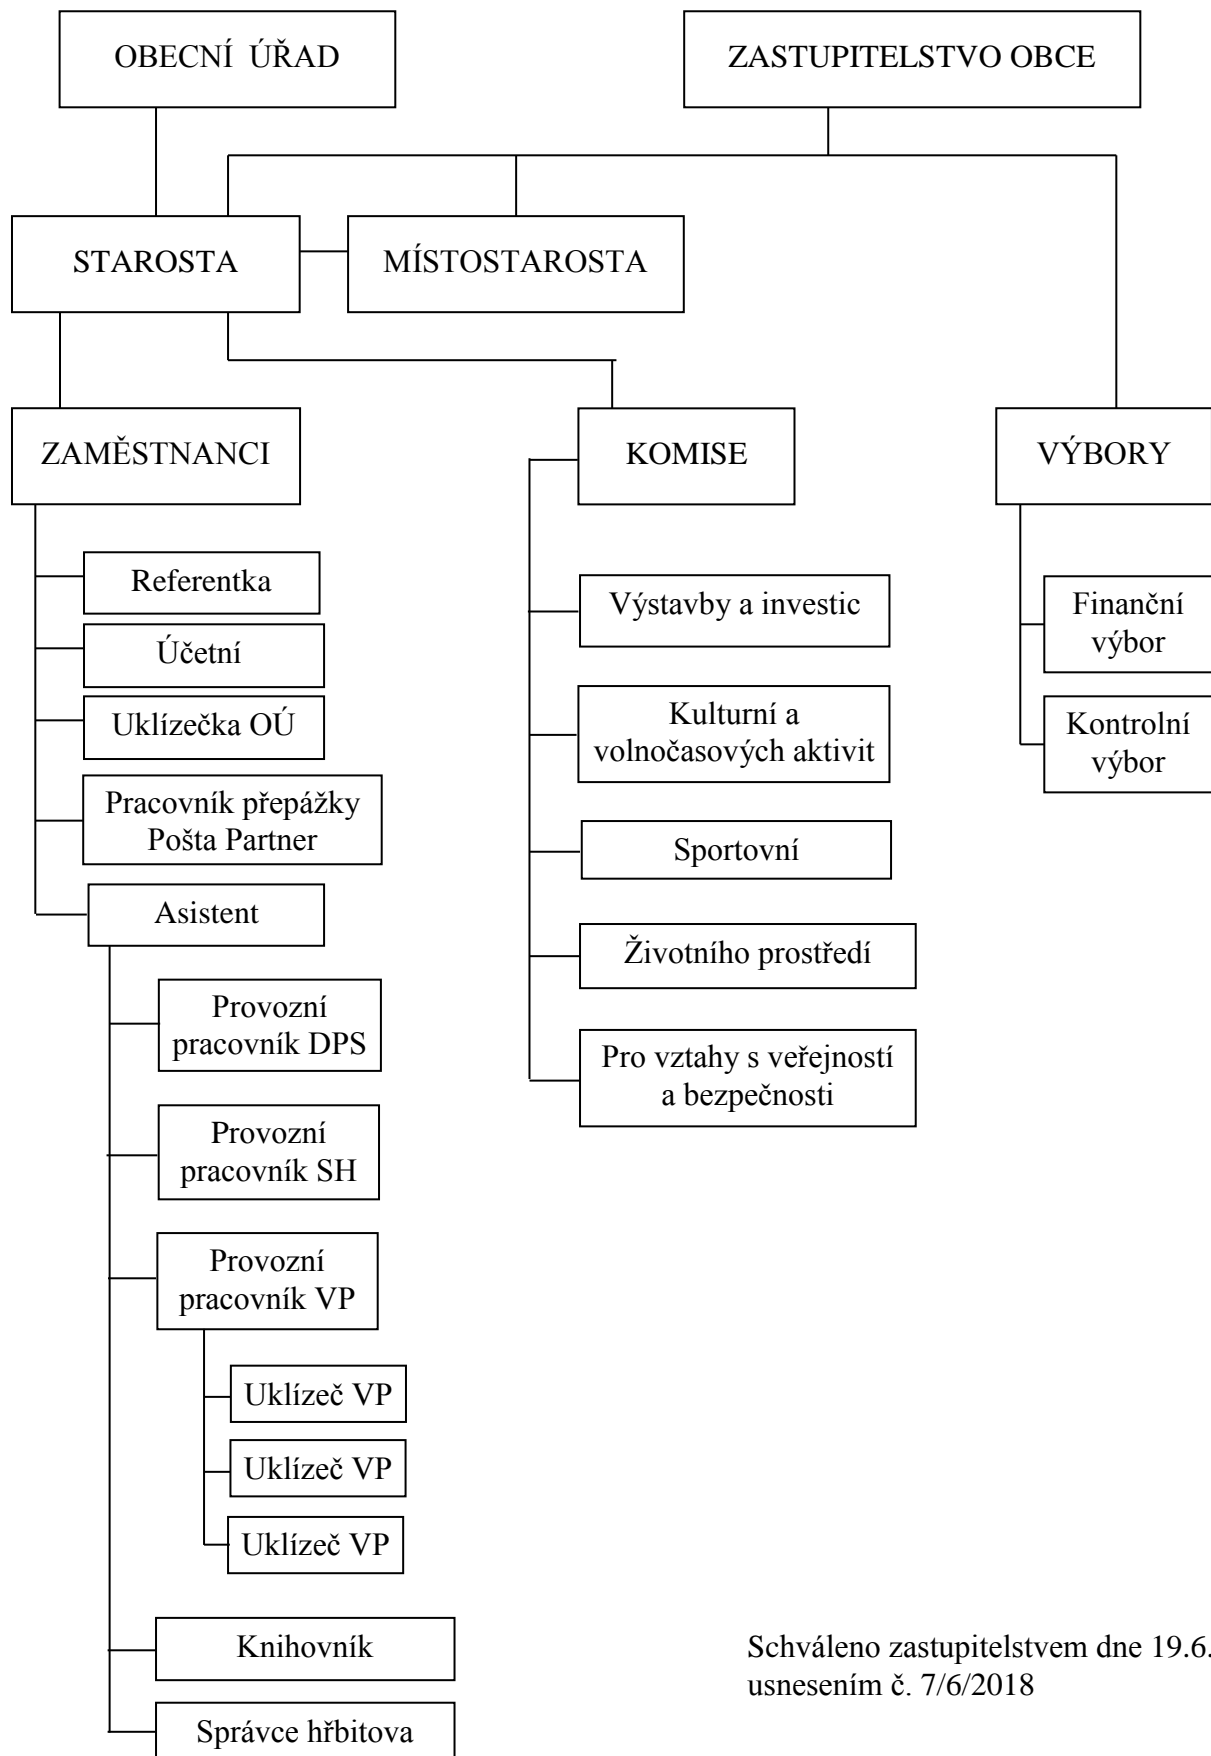 OBECNÍ ÚŘAD
ZASTUPITELSTVO OBCE
STAROSTA
MÍSTOSTAROSTA
ZAMĚSTNANCI
KOMISE
VÝBORY
Referentka
Účetní
Uklízečka OÚ
Pracovník přepážky
Pošta Partner
Asistent
Provozní
pracovník DPS
Provozní
pracovník SH
Provozní
pracovník VP
Uklízeč VP
Uklízeč VP
Uklízeč VP
Knihovník
Správce hřbitova
Výstavby a investic
Kulturní a
volnočasových aktivit
Sportovní
Životního prostředí
Pro vztahy s veřejností
a bezpečnosti
Finanční
výbor
Kontrolní
výbor
Schváleno zastupitelstvem dne 19.6.
usnesením č. 7/6/2018